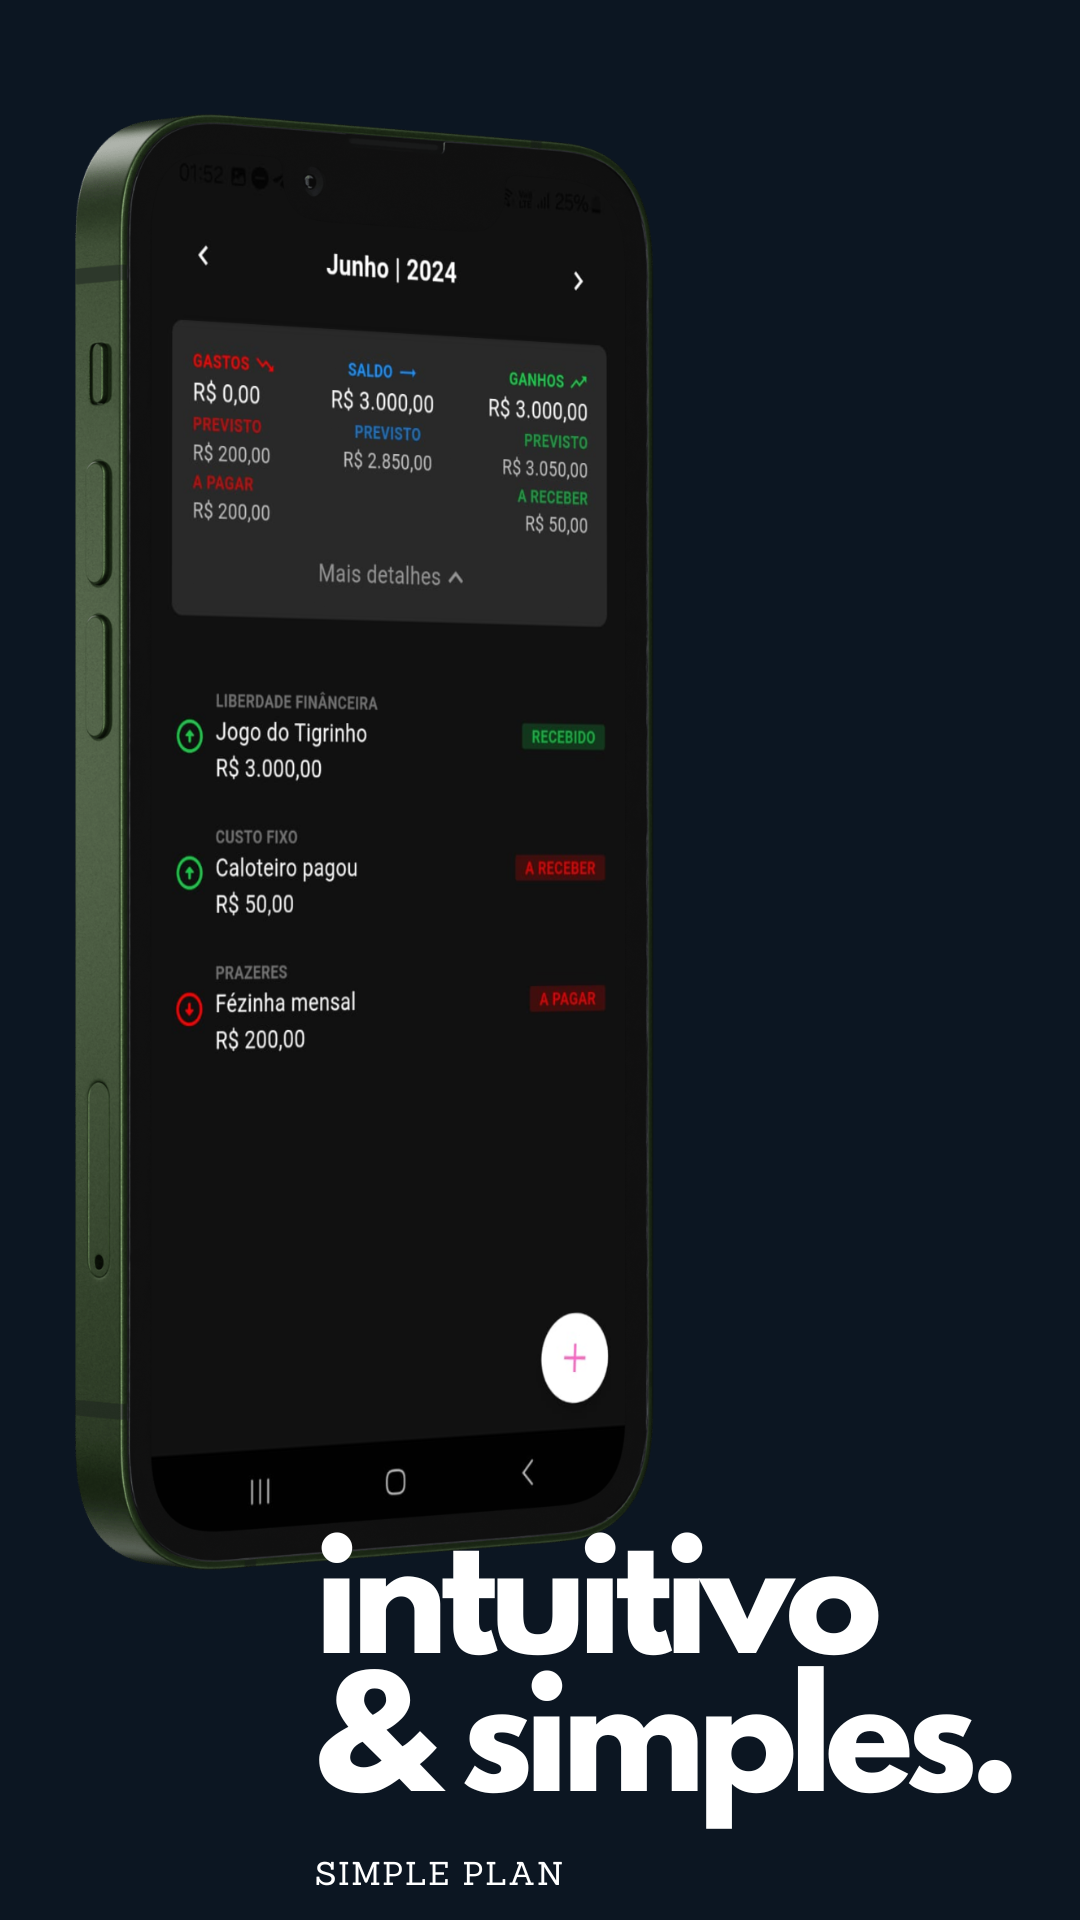 01:52
25%
Junho | 2024
GASTOS
SALDO
GANHOS
R$ 0,00
R$ 3.000,00
R$ 3.000,00
PREVISTO
PREVISTO
PREVISTO
R$ 200,00
R$ 2.850,00
R$ 3.050,00
A PAGAR
A RECEBER
R$ 200,00
R$ 50,00
Mais detalhes
LIBERDADE FINÂNCEIRA
Jogo do Tigrinho
RECEBIDO
R$ 3.000,00
CUSTO FIXO
Caloteiro pagou
A RECEBER
R$ 50,00
PRAZERES
Fézinha mensal
A PAGAR
R$ 200,00
intuitivo
& simples.
SIMPLE PLAN